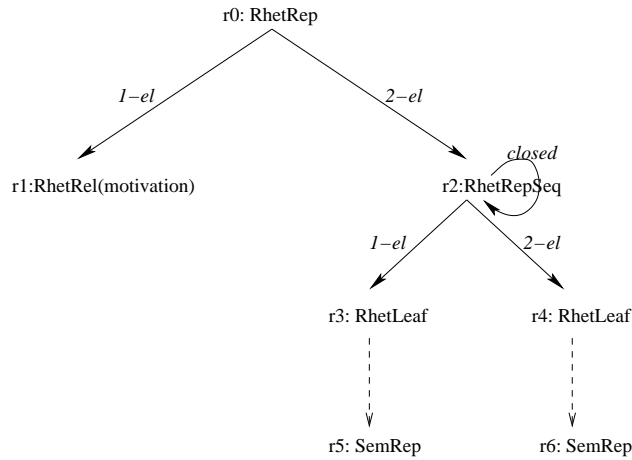 r0: RhetRep
1−el
2−el
closed
r1:RhetRel(motivation)
r2:RhetRepSeq
1−el
2−el
r3: RhetLeaf
r4: RhetLeaf
r5: SemRep
r6: SemRep